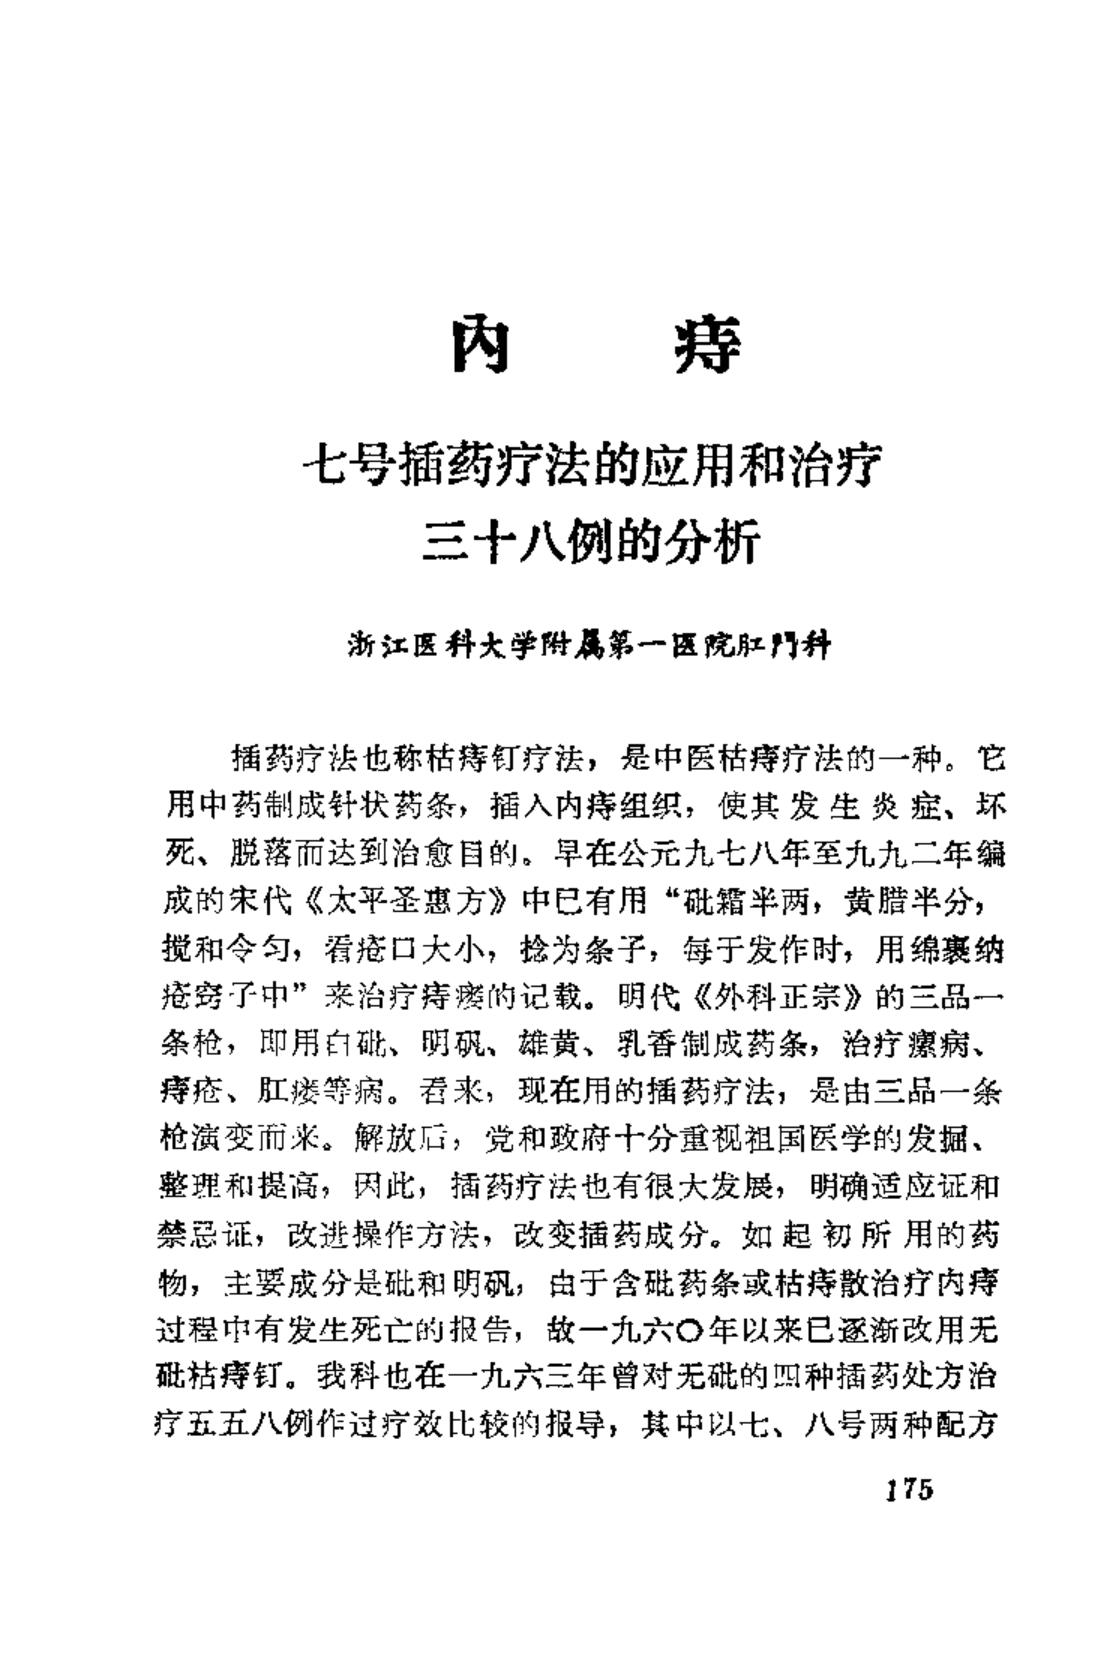 内痔
七号插药疗法的应用和治疗
三十八例的分析
浙江医科大学附属第一医院肛门科
插药疗法也称枯痔钉疗法，是中医枯痔疗法的一种。它
用中药制成针状药条，插入内痔组织，使其发生炎症、坏
死、脱落而达到治愈目的。早在公元九七八年至九九二年编
成的宋代《太平圣惠方》中已有用“砒霜半两，黄腊半分，
搅和令匀，看疮口大小，捻为条子，每于发作时，用绵裹纳
疮窍子中”来治疗痔瘘的记载。明代《外科正宗》的三品一
条枪，即用白砒、明矾、雄黄、乳香制成药条，治疗瘰病、
痔疮、肛瘘等病。看来，现在用的插药疗法，是由三品一条
枪演变而来。解放后，党和政府十分重视祖国医学的发掘、
整理和提高，因此，插药疗法也有很大发展，明确适应证和
禁忌证，改进操作方法，改变插药成分。如起初所用的药
物，主要成分是砒和明矾，由于含砒药条或枯痔散治疗内痔
过程中有发生死亡的报告，故一九六〇年以来已逐渐改用无
砒枯痔钉。我科也在一九六三年曾对无砒的四种插药处方治
疗五五八例作过疗效比较的报导，其中以七、八号两种配方
175